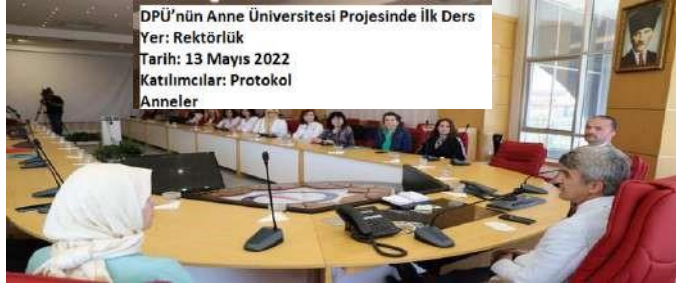 DPÜ’nün Anne Üniversitesi Projesinde İlk Ders
Yer: Rektörlük
Tarih: 13 Mayıs 2022
Katılımcılar: Protokol
Anneler